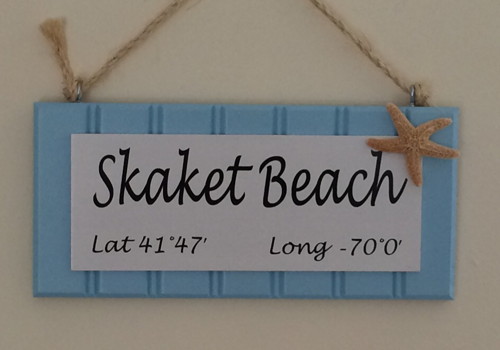 Skaket Beach
Lat 41°47' Long -70°0'